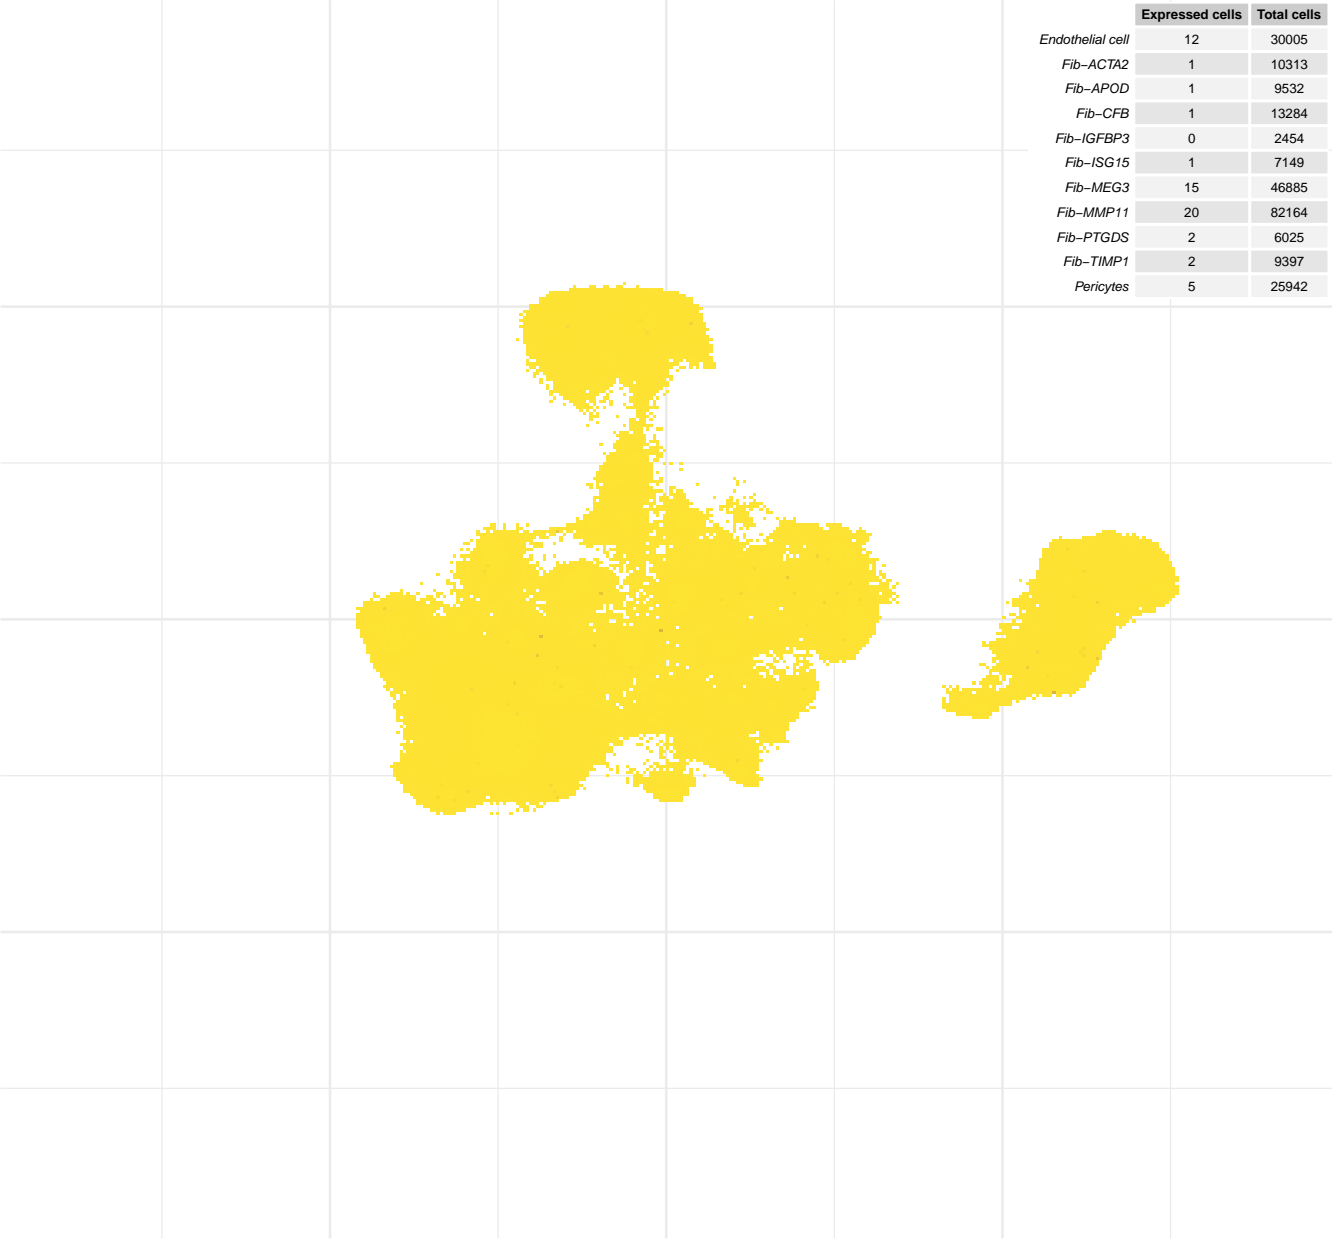 Expressed cells Total cells
Endothelial cell 12 30005
Fib−ACTA2 1 10313
Fib−APOD 1 9532
Fib−CFB 1 13284
Fib−IGFBP3 0 2454
Fib−ISG15 1 7149
Fib−MEG3 15 46885
Fib−MMP11 20 82164
Fib−PTGDS 2 6025
Fib−TIMP1 2 9397
Pericytes 5 25942